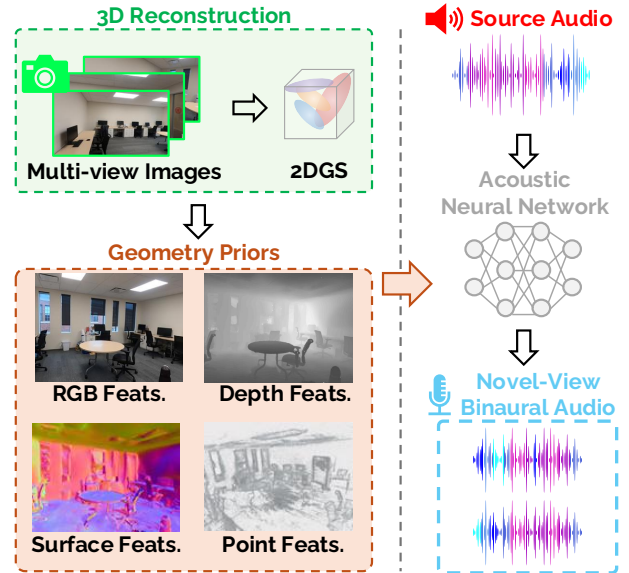 3D Reconstruction
Multi-view Images
2DGS
Geometry Priors
RGB Feats.
Depth Feats.
Surface Feats.
Point Feats.
Source Audio
Acoustic
Neural Network
Novel-View
Binaural Audio